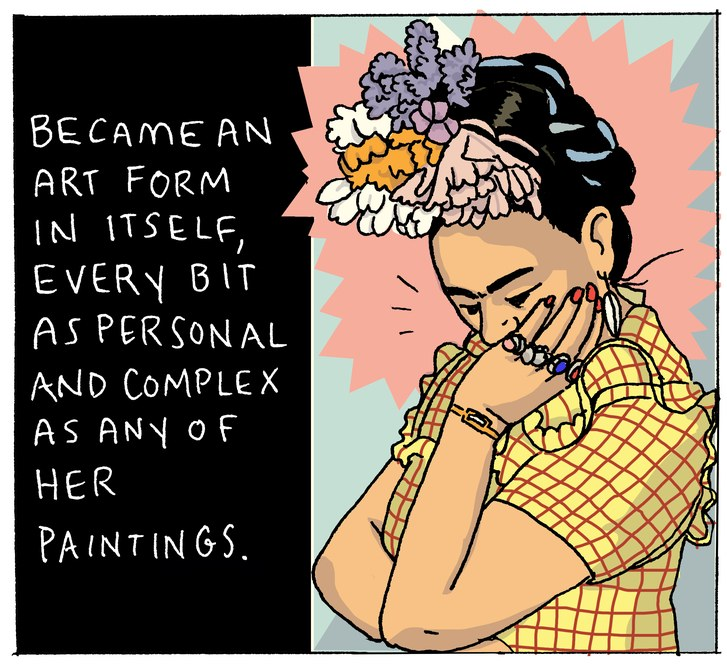 BECAME AN
ART FORM
IN ITSELF,
EVERY BIT
AS PERSONAL
AND COMPLEX
AS ANY OF
HER
PAINTINGS.